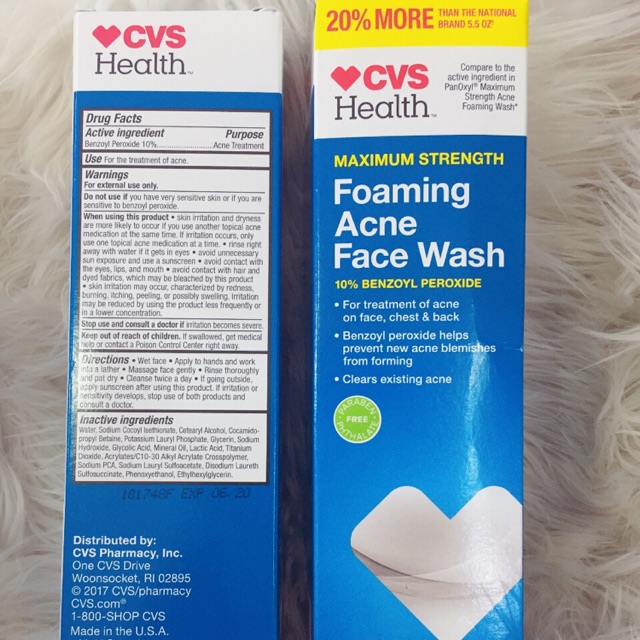 CVS
Health™
Drug Facts
Active ingredient Purpose
Benzoyl Peroxide 10%......................Acne Treatment
Use For the treatment of acne.
Warnings
For external use only.
Do not use if you have very sensitive skin or if you are
sensitive to benzoyl peroxide.
When using this product • skin irritation and dryness
are more likely to occur if you use another topical acne
medication at the same time. If irritation occurs, only
use one topical acne medication at a time. • rinse right
away with water if it gets in eyes • avoid unnecessary
sun exposure and use a sunscreen • avoid contact with
the eyes, lips, and mouth • avoid contact with hair and
dyed fabrics, which may be bleached by this product
• skin irritation may occur, characterized by redness,
burning, itching, peeling, or possibly swelling. Irritation
may be reduced by using the product less frequently or
in a lower concentration.
Stop use and consult a doctor if irritation becomes severe.
Keep out of reach of children. If swallowed, get medical
help or contact a Poison Control Center right away.
Directions • Wet face • Apply to hands and work
into a lather • Massage face gently • Rinse thoroughly
and pat dry • Cleanse twice a day • If going outside,
apply sunscreen after using this product. If irritation or
sensitivity develops, stop use of both products and
consult a doctor.
Inactive ingredients
Water, Sodium Cocoyl Isethionate, Cetearyl Alcohol, Cocamido-
propyl Betaine, Potassium Lauryl Phosphate, Glycerin, Sodium
Hydroxide, Glycolic Acid, Mineral Oil, Lactic Acid, Titanium
Dioxide, Acrylates/C10-30 Alkyl Acrylate Crosspolymer,
Sodium PCA, Sodium Lauryl Sulfoacetate, Disodium Laureth
Sulfosuccinate, Phenoxyethanol, Ethylhexylglycerin.
181748F EXP 06/20
Distributed by:
CVS Pharmacy, Inc.
One CVS Drive
Woonsocket, RI 02895
© 2017 CVS/pharmacy
CVS.com®
1-800-SHOP CVS
Made in the U.S.A.
20% MORE THAN THE NATIONAL
BRAND 5.5 OZ†
CVS
Health™
Compare to the
active ingredient in
PanOxyl® Maximum
Strength Acne
Foaming Wash*
MAXIMUM STRENGTH
Foaming
Acne
Face Wash
10% BENZOYL PEROXIDE
• For treatment of acne
on face, chest & back
• Benzoyl peroxide helps
prevent new acne blemishes
from forming
• Clears existing acne
PARABEN
FREE
PHTHALATE